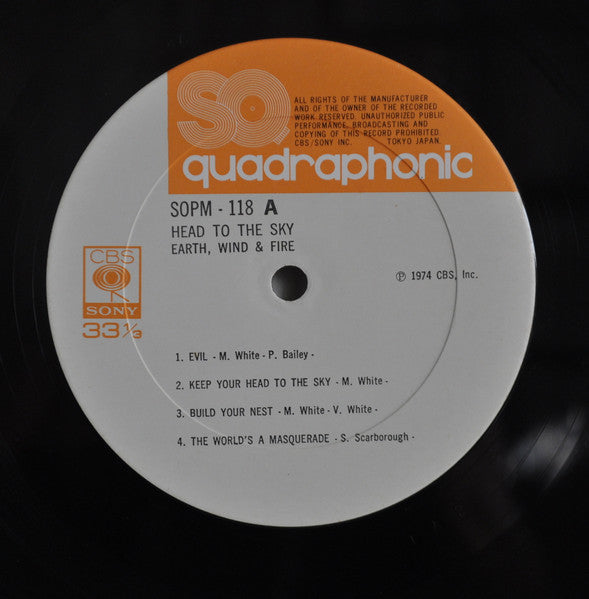 SQ
ALL RIGHTS OF THE MANUFACTURER
AND OF THE OWNER OF THE RECORDED
WORK RESERVED. UNAUTHORIZED PUBLIC
PERFORMANCE, BROADCASTING AND
COPYING OF THIS RECORD PROHIBITED.
CBS/SONY INC. TOKYO JAPAN.
quadraphonic
SOPM - 118 A
HEAD TO THE SKY
EARTH, WIND & FIRE
CBS
SONY
33 1/3
℗ 1974 CBS, Inc.
1. EVIL - M. White - P. Bailey -
2. KEEP YOUR HEAD TO THE SKY - M. White -
3. BUILD YOUR NEST - M. White - V. White -
4. THE WORLD'S A MASQUERADE - S. Scarborough -